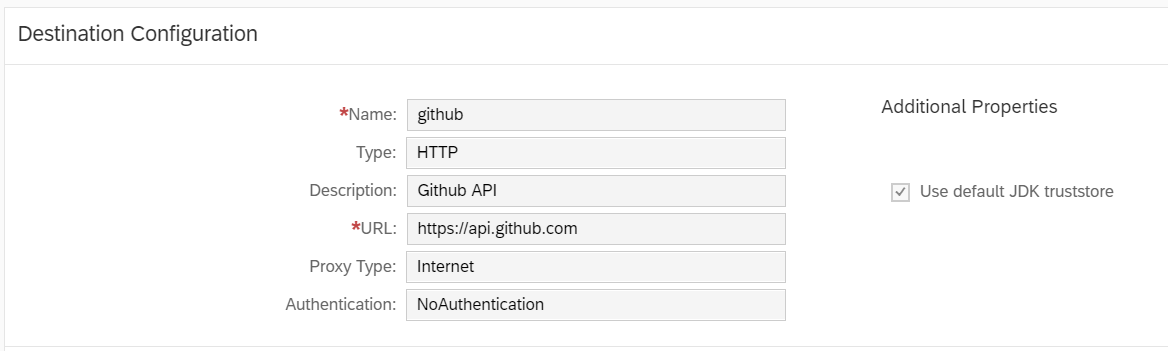 Destination Configuration
*Name: github
Type: HTTP
Description: Github API
*URL: https://api.github.com
Proxy Type: Internet
Authentication: NoAuthentication
Additional Properties
Use default JDK truststore